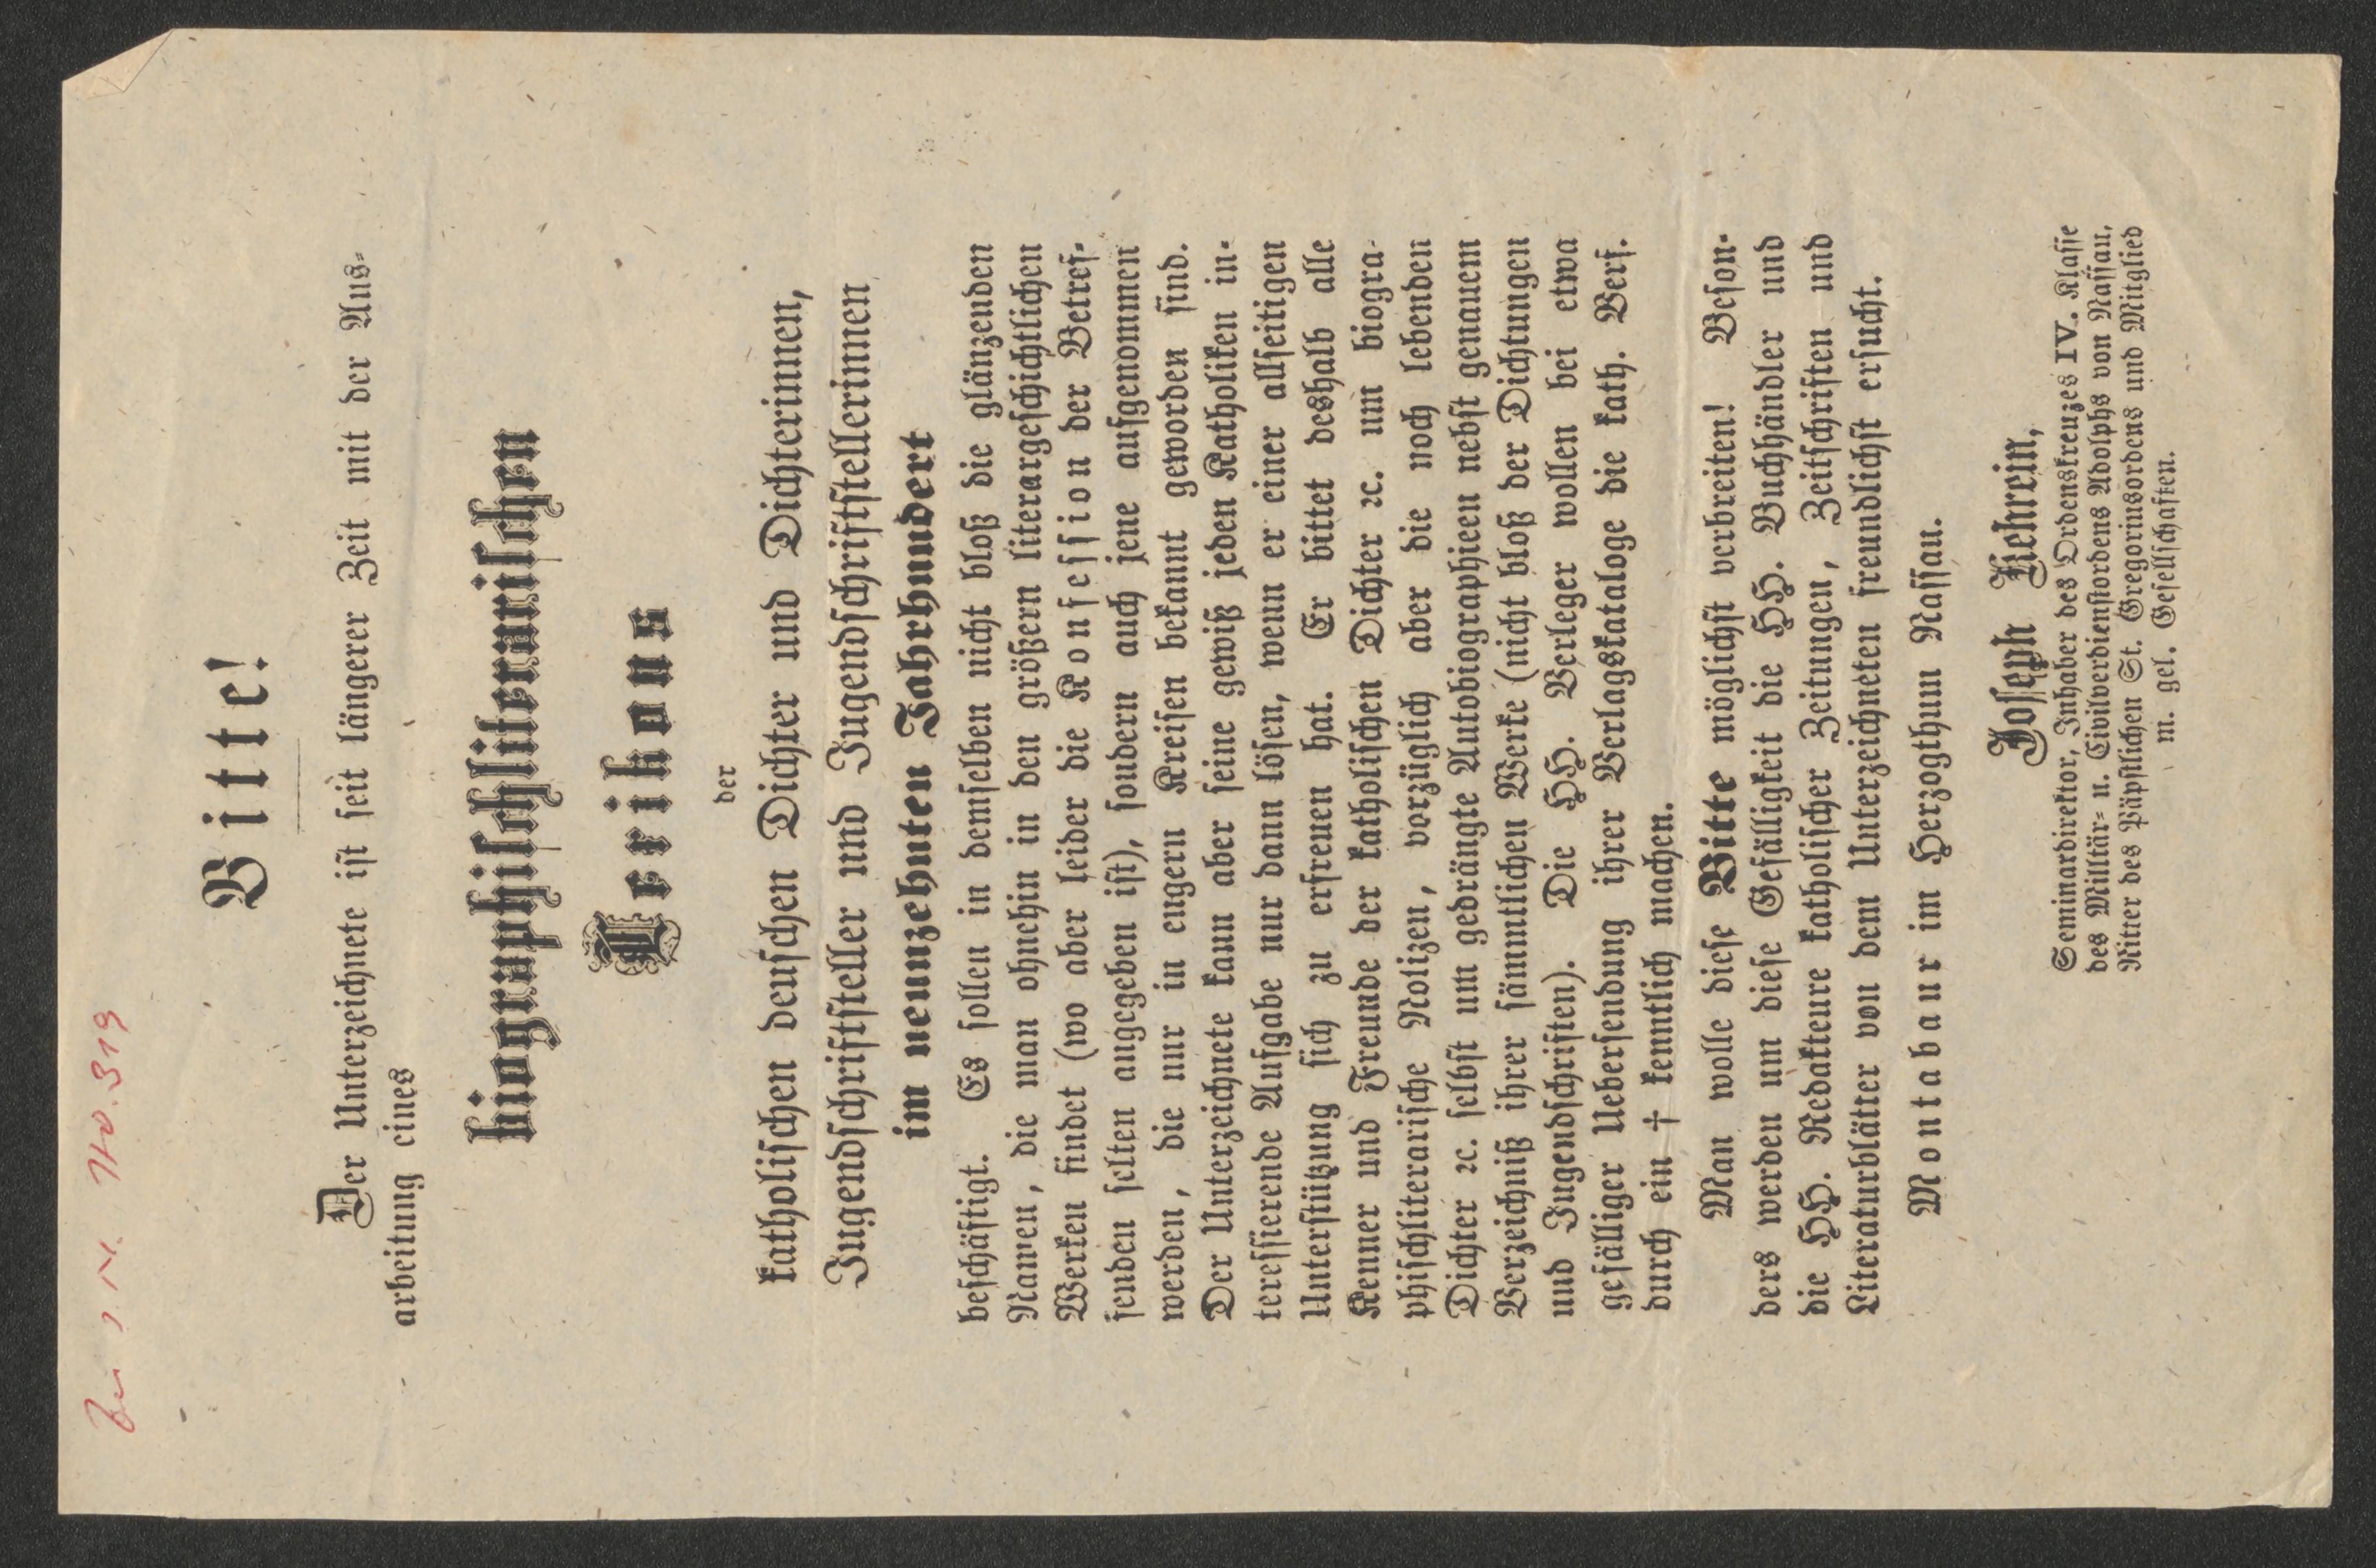 No. 319
Bitte!
Der Unterzeichnete ist seit längerer Zeit mit der Aus-
arbeitung eines
biographischliterarischen
Lexikons
der
katholischen deuschen Dichter und Dichterinnen,
Jugendschriftsteller und Jugendschriftstellerinnen
im neunzehnten Jahrhundert
beschäftigt. Es sollen in demselben nicht bloß die glänzenden
Namen, die man ohnehin in den größern literargeschichtlichen
Werken findet (wo aber leider die Konfession der Betref-
fenden selten angegeben ist), sondern auch jene aufgenommen
werden, die nur in engern Kreisen bekannt geworden sind.
Der Unterzeichnete kann aber seine gewiß jeden Katholiken in-
teressierende Aufgabe nur dann lösen, wenn er einer allseitigen
Unterstützung sich zu erfreuen hat. Er bittet deshalb alle
Kenner und Freunde der katholischen Dichter ꝛc. um biogra-
phischliterarische Notizen, vorzüglich aber die noch lebenden
Dichter ꝛc. selbst um gedrängte Autobiographieen nebst genauem
Verzeichniß ihrer sämmtlichen Werke (nicht bloß der Dichtungen
und Jugendschriften). Die HH. Verleger wollen bei etwa
gefälliger Uebersendung ihrer Verlagskataloge die kath. Verf.
durch ein † kenntlich machen.
Man wolle diese Bitte möglichst verbreiten! Beson-
ders werden um diese Gefälligkeit die HH. Buchhändler und
die HH. Redakteure katholischer Zeitungen, Zeitschriften und
Literaturblätter von dem Unterzeichneten freundlichst ersucht.
Montabaur im Herzogthum Nassau.
Joseph Kehrein,
Seminardirektor, Inhaber des Ordenskreuzes IV. Klasse
des Militär- u. Civilverdienstordens Adolphs von Nassau,
Ritter des Päpstlichen St. Gregoriusordens und Mitglied
m. gel. Gesellschaften.